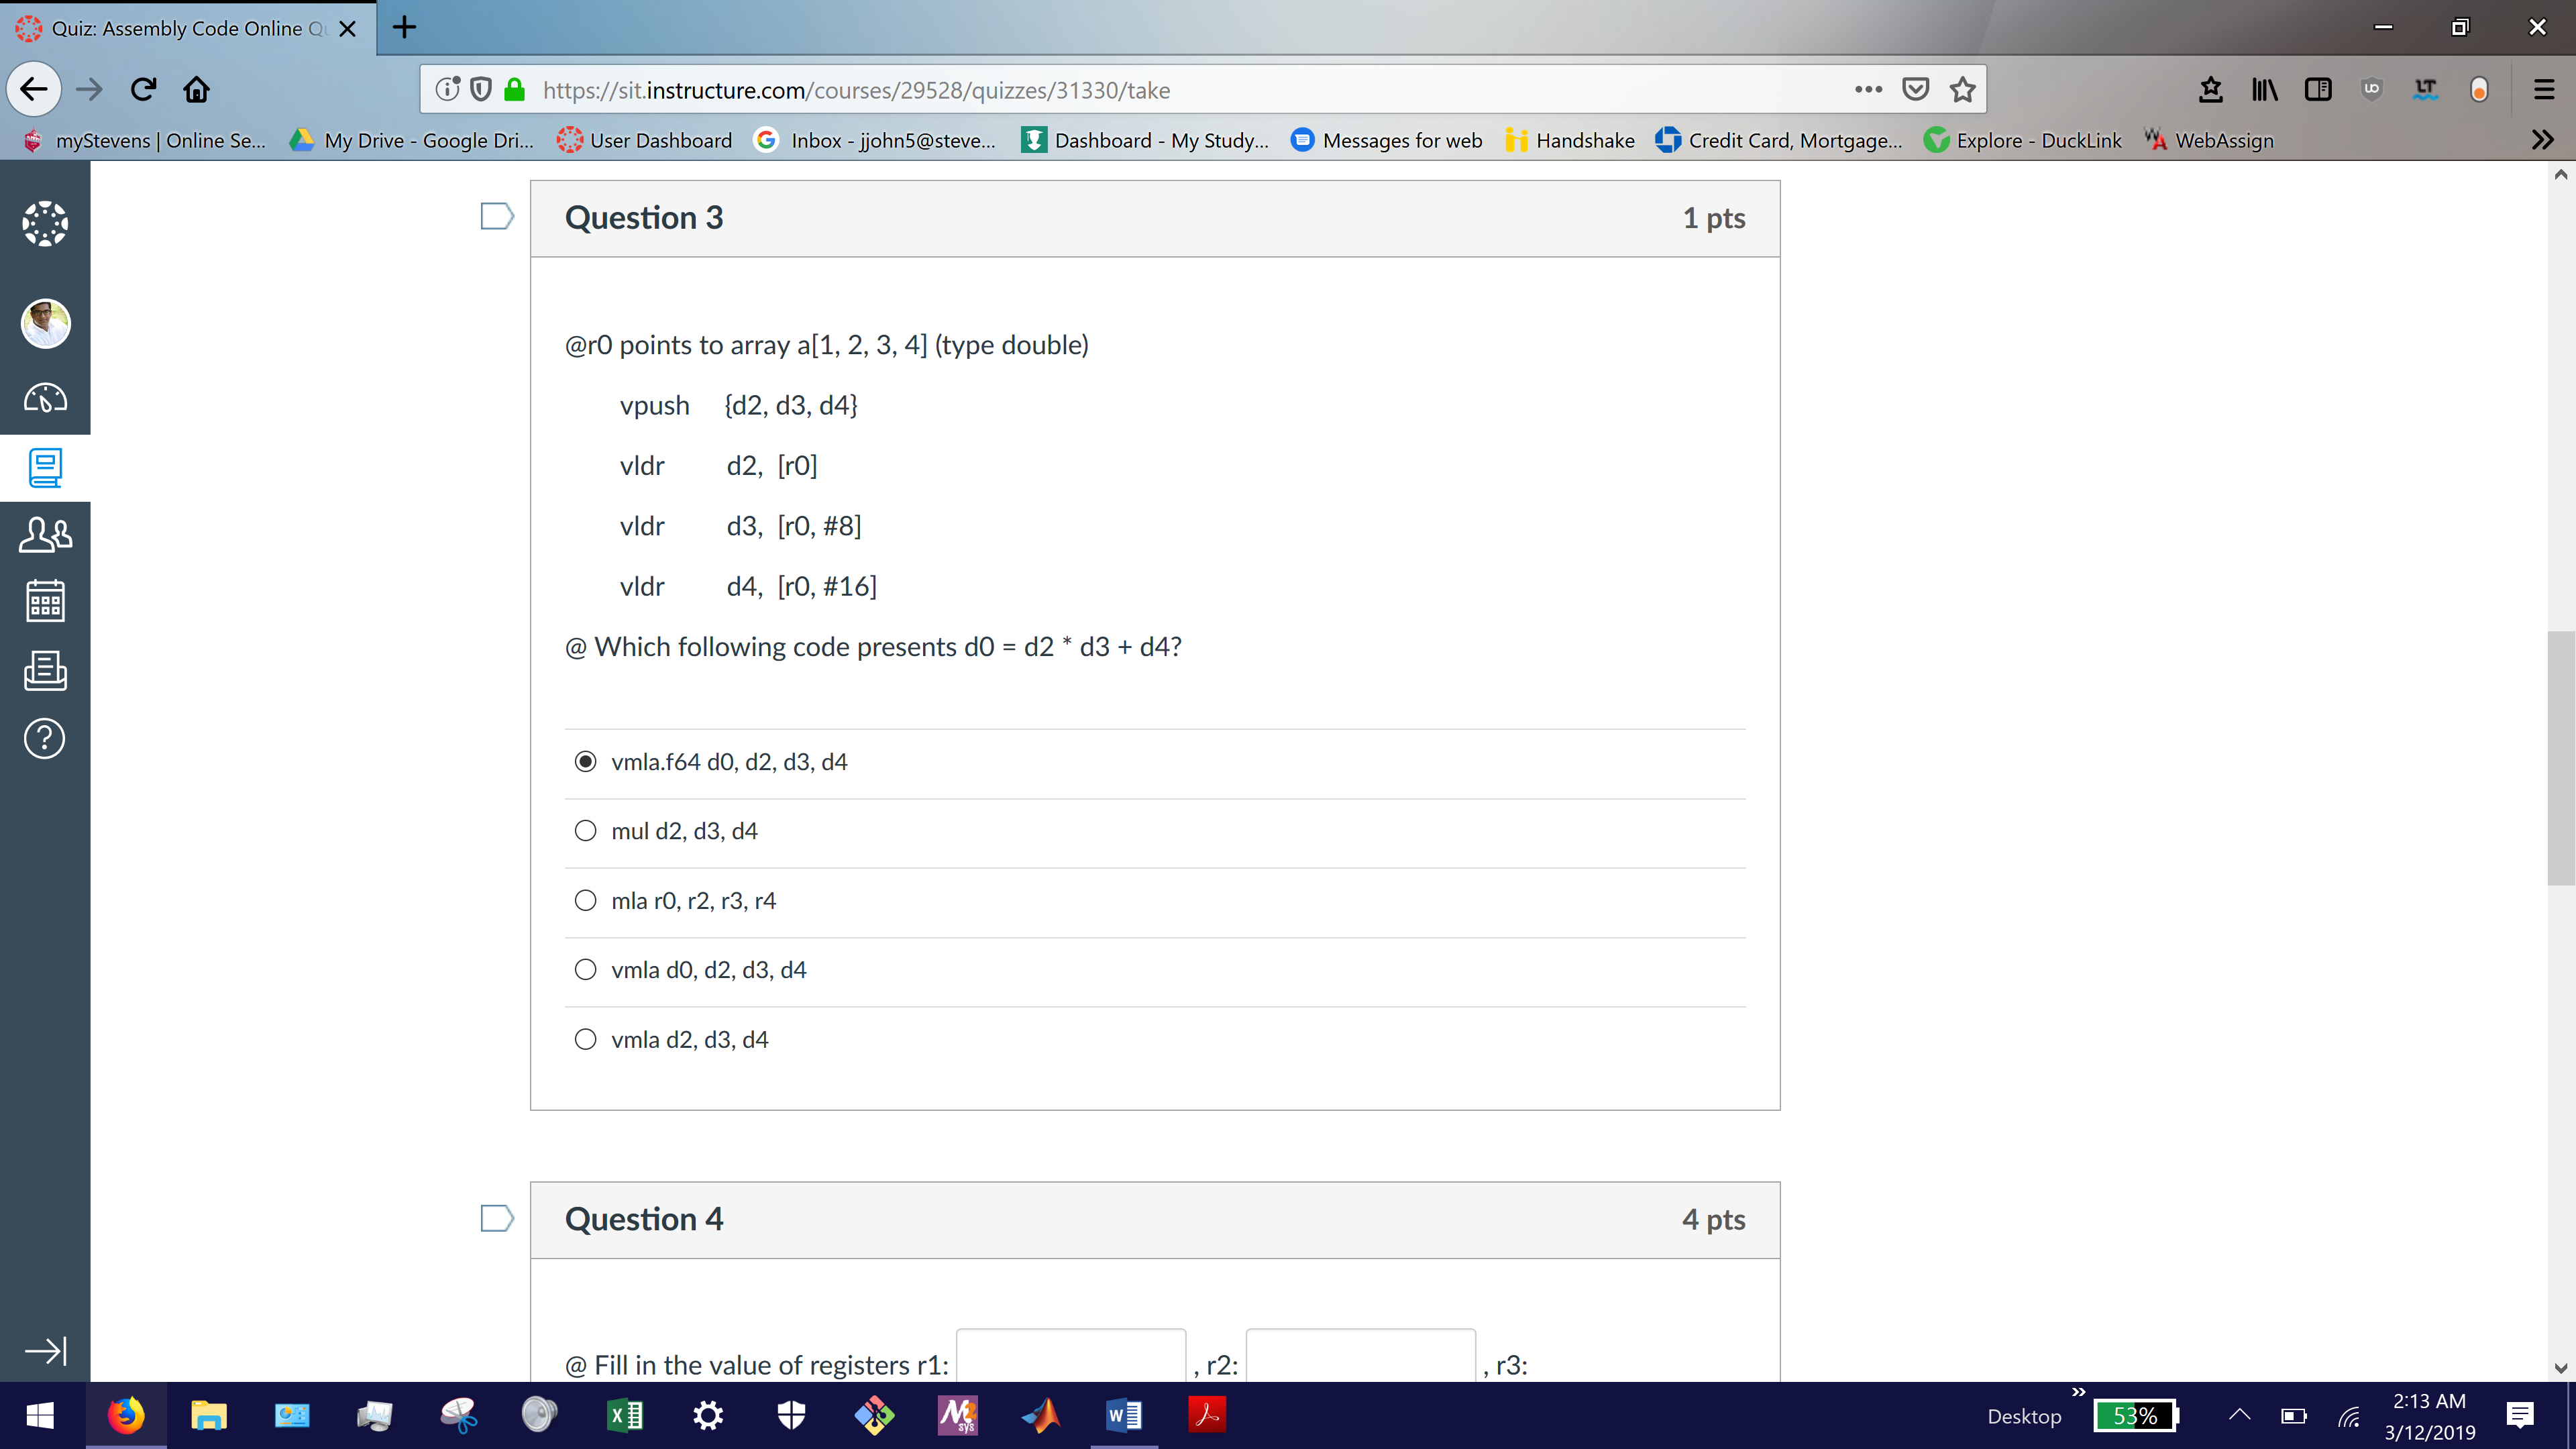 Quiz: Assembly Code Online Qu
https://sit.instructure.com/courses/29528/quizzes/31330/take
myStevens | Online Se... My Drive - Google Dri... User Dashboard Inbox - jjohn5@steve... Dashboard - My Study... Messages for web Handshake Credit Card, Mortgage... Explore - DuckLink WebAssign
Question 3 1 pts
@r0 points to array a[1, 2, 3, 4] (type double)
vpush {d2, d3, d4}
vldr d2, [r0]
vldr d3, [r0, #8]
vldr d4, [r0, #16]
@ Which following code presents d0 = d2 * d3 + d4?
vmla.f64 d0, d2, d3, d4
mul d2, d3, d4
mla r0, r2, r3, r4
vmla d0, d2, d3, d4
vmla d2, d3, d4
Question 4 4 pts
@ Fill in the value of registers r1: , r2: , r3:
Desktop 53% 2:13 AM
3/12/2019